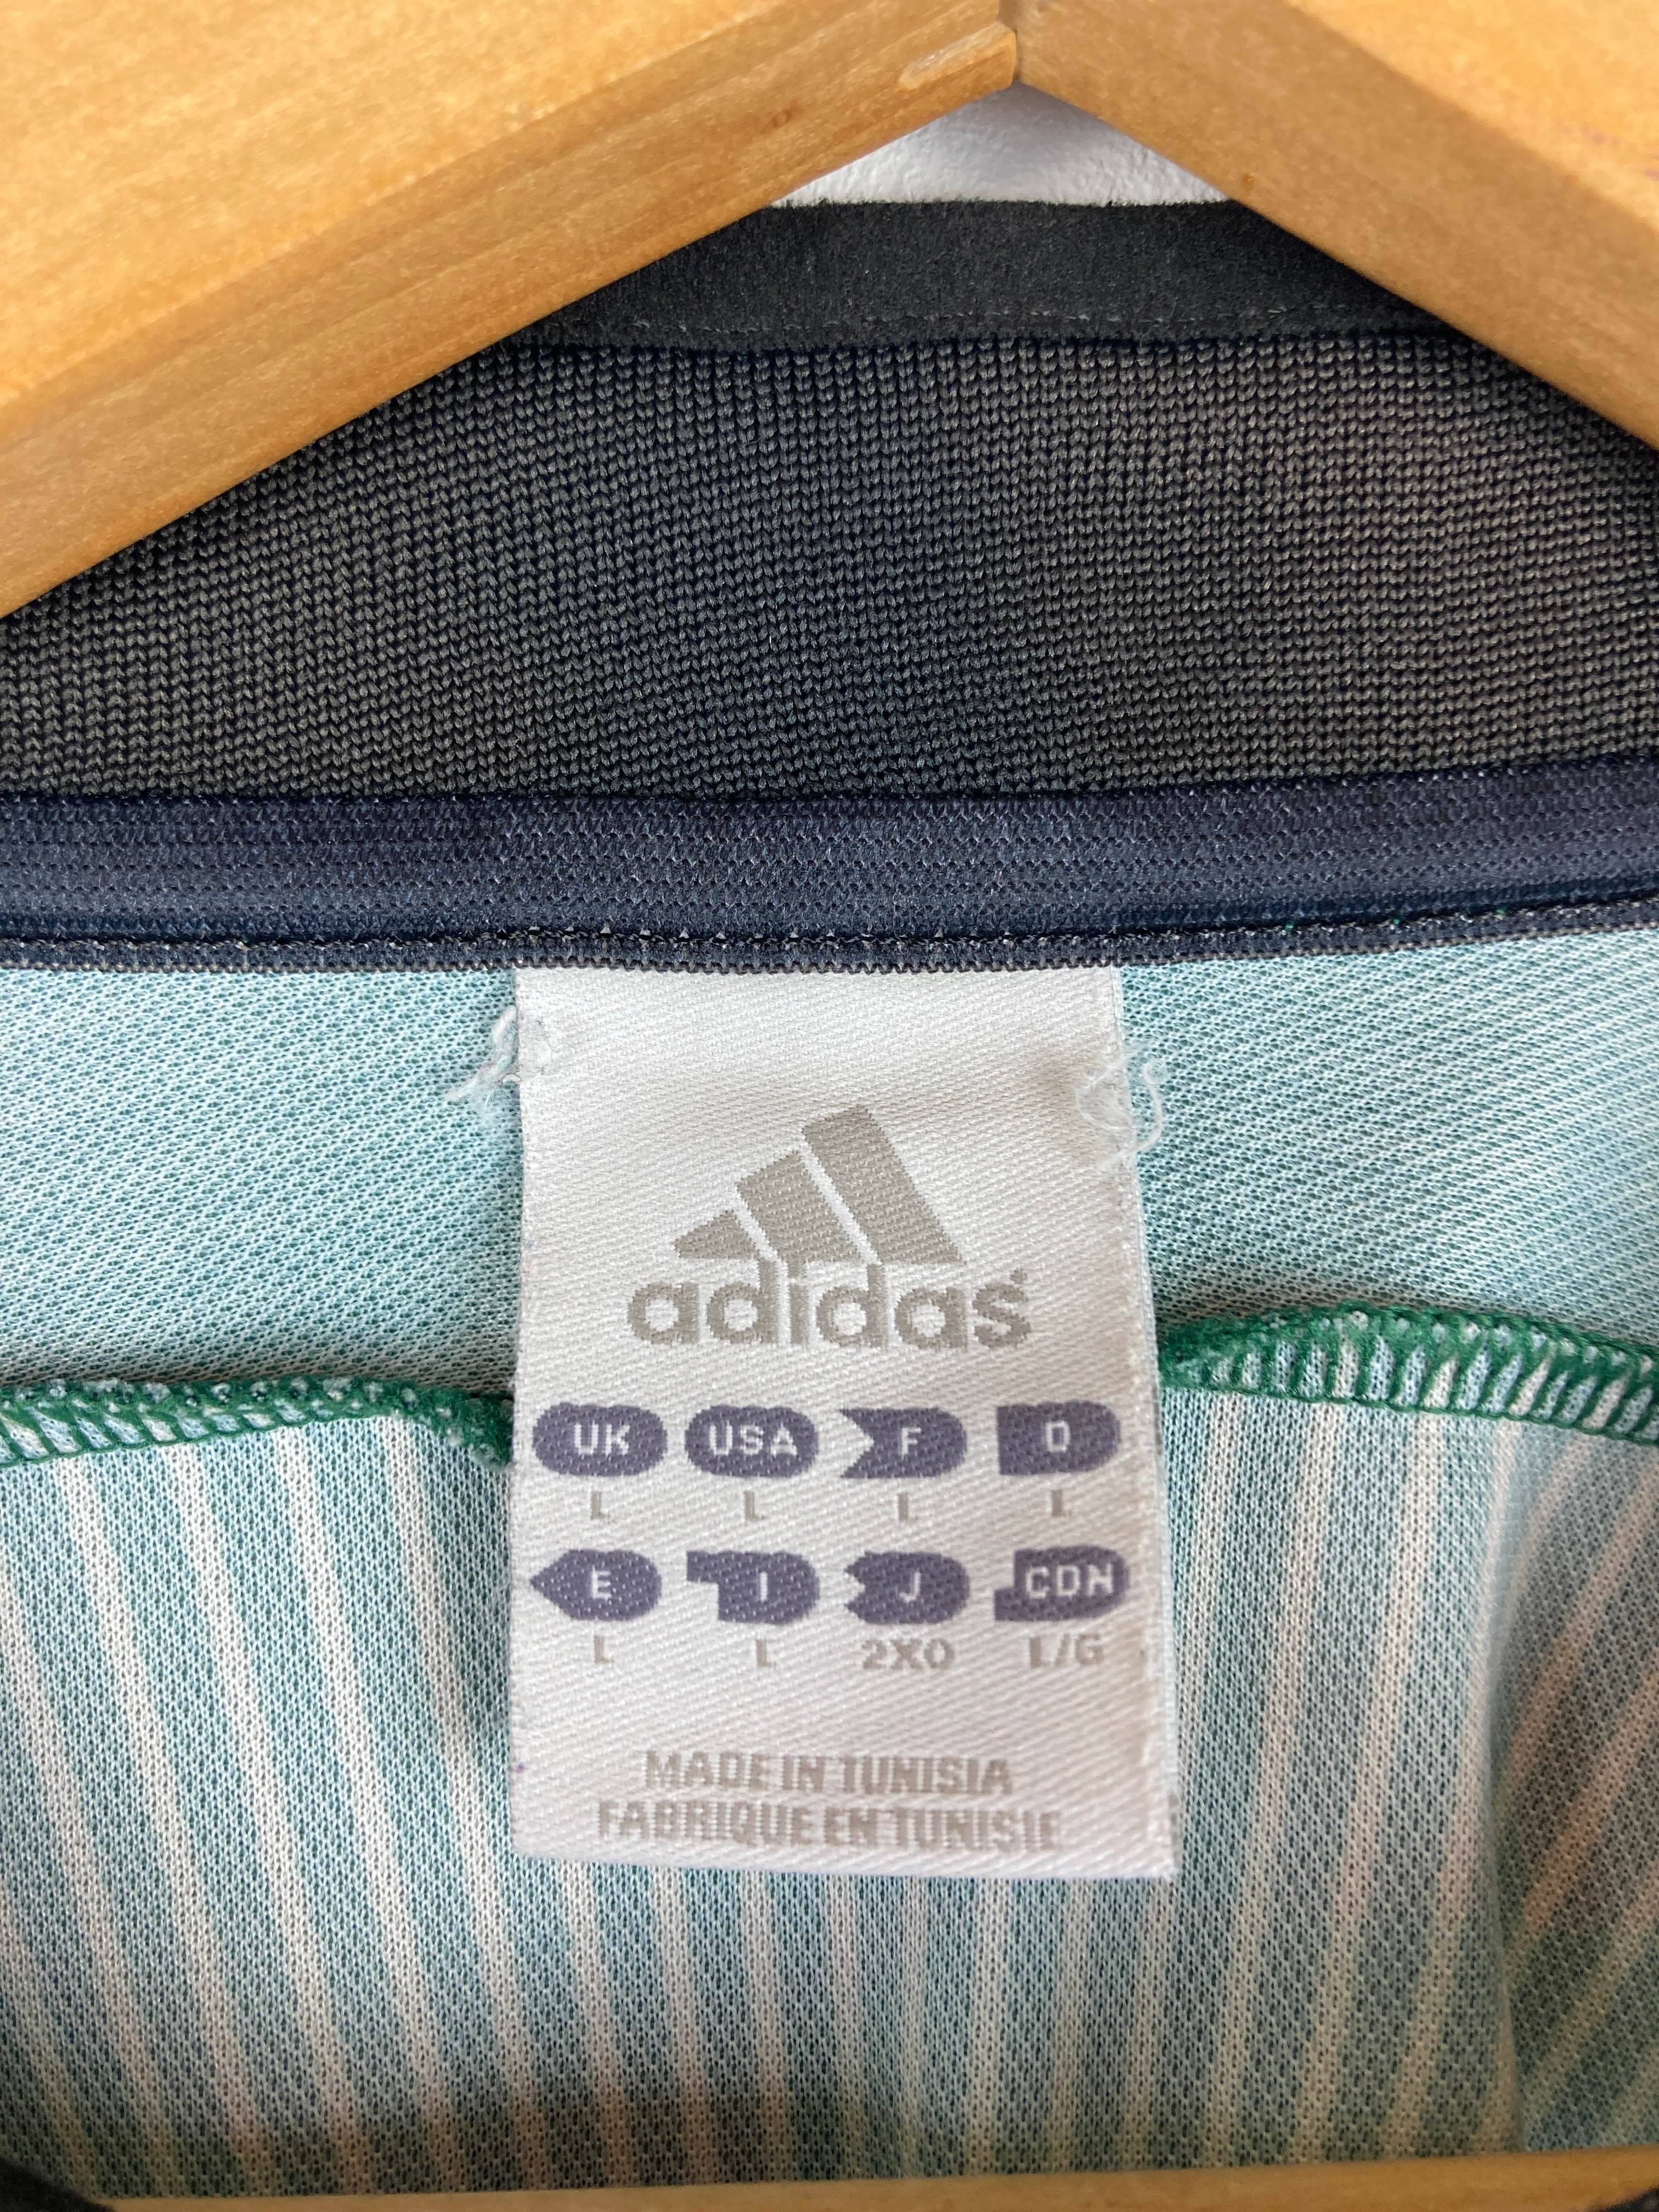 adidas
UK USA F D
L L L L
E I J CDN
L L 2XO L/G
MADE IN TUNISIA
FABRIQUE EN TUNISIE